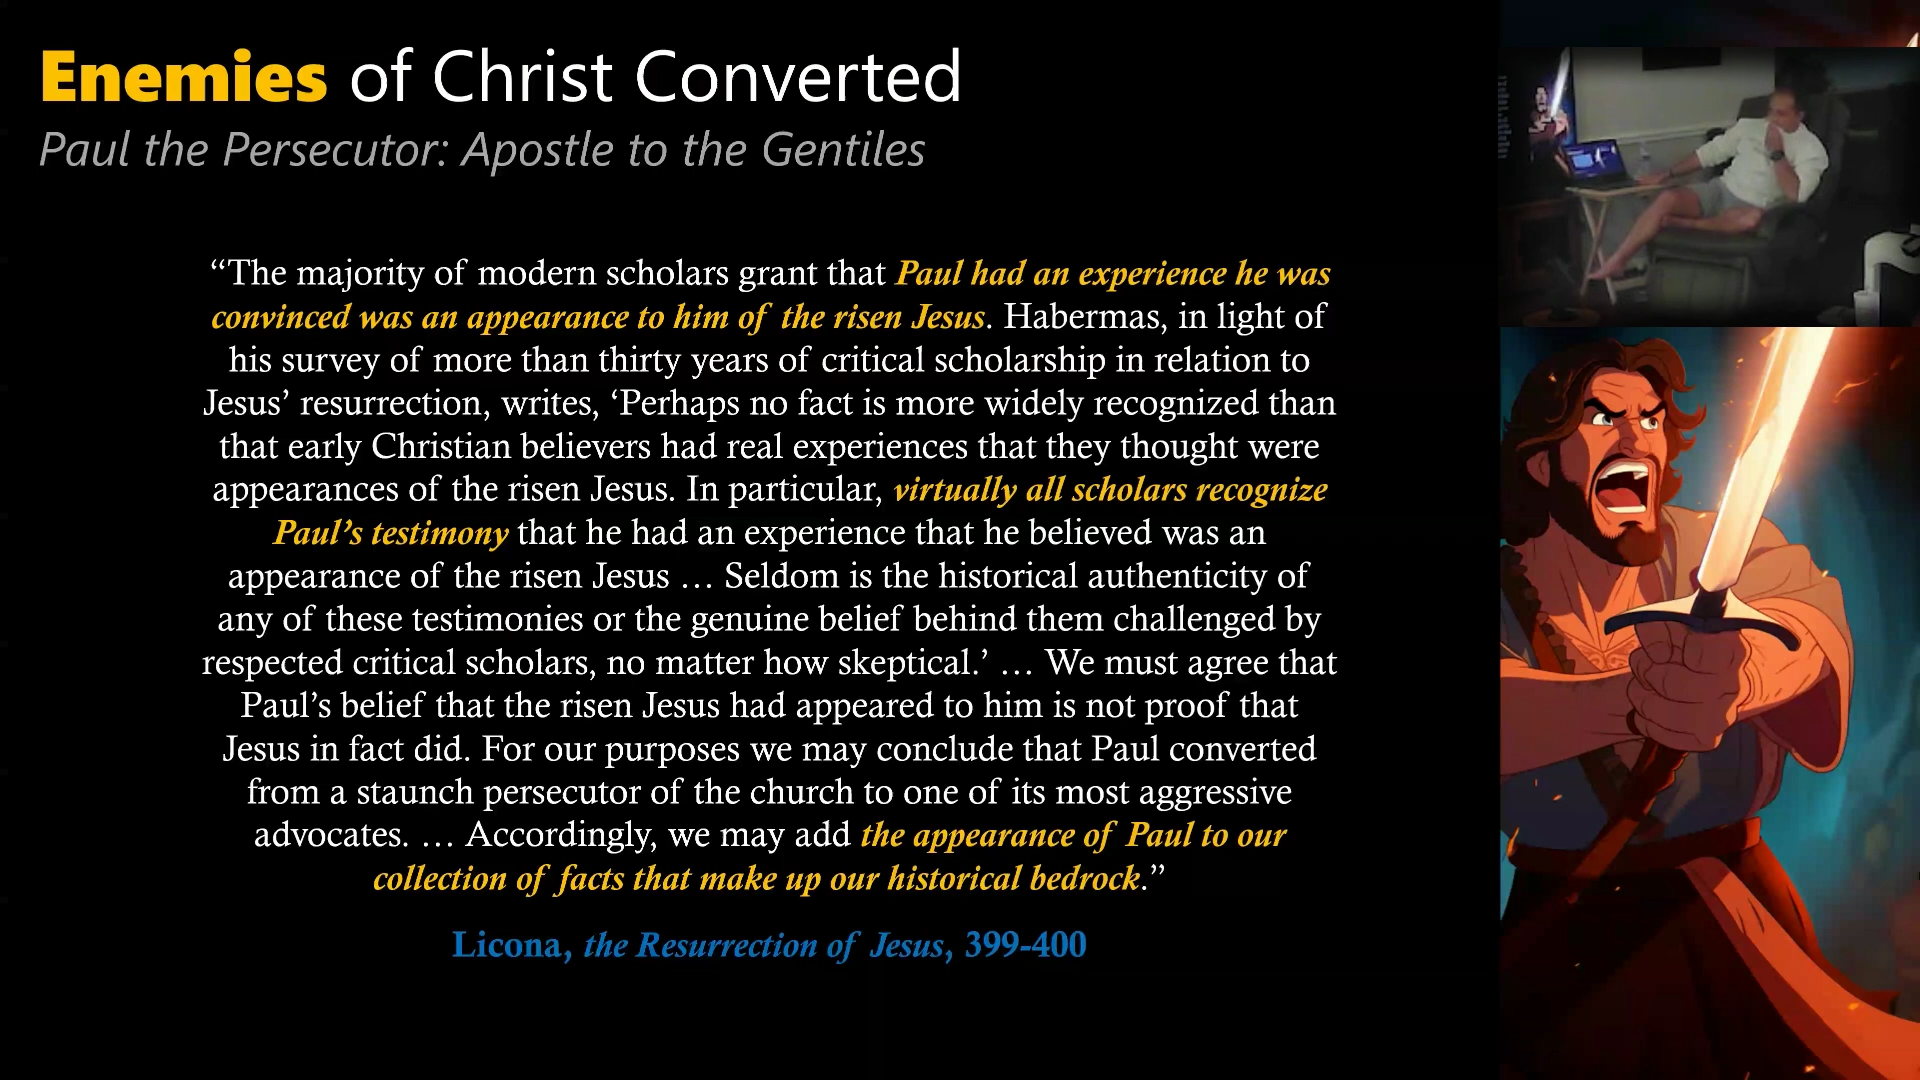 Enemies of Christ Converted
Paul the Persecutor: Apostle to the Gentiles
“The majority of modern scholars grant that Paul had an experience he was
convinced was an appearance to him of the risen Jesus. Habermas, in light of
his survey of more than thirty years of critical scholarship in relation to
Jesus’ resurrection, writes, ‘Perhaps no fact is more widely recognized than
that early Christian believers had real experiences that they thought were
appearances of the risen Jesus. In particular, virtually all scholars recognize
Paul’s testimony that he had an experience that he believed was an
appearance of the risen Jesus … Seldom is the historical authenticity of
any of these testimonies or the genuine belief behind them challenged by
respected critical scholars, no matter how skeptical.’ … We must agree that
Paul’s belief that the risen Jesus had appeared to him is not proof that
Jesus in fact did. For our purposes we may conclude that Paul converted
from a staunch persecutor of the church to one of its most aggressive
advocates. … Accordingly, we may add the appearance of Paul to our
collection of facts that make up our historical bedrock.”
Licona, the Resurrection of Jesus, 399-400